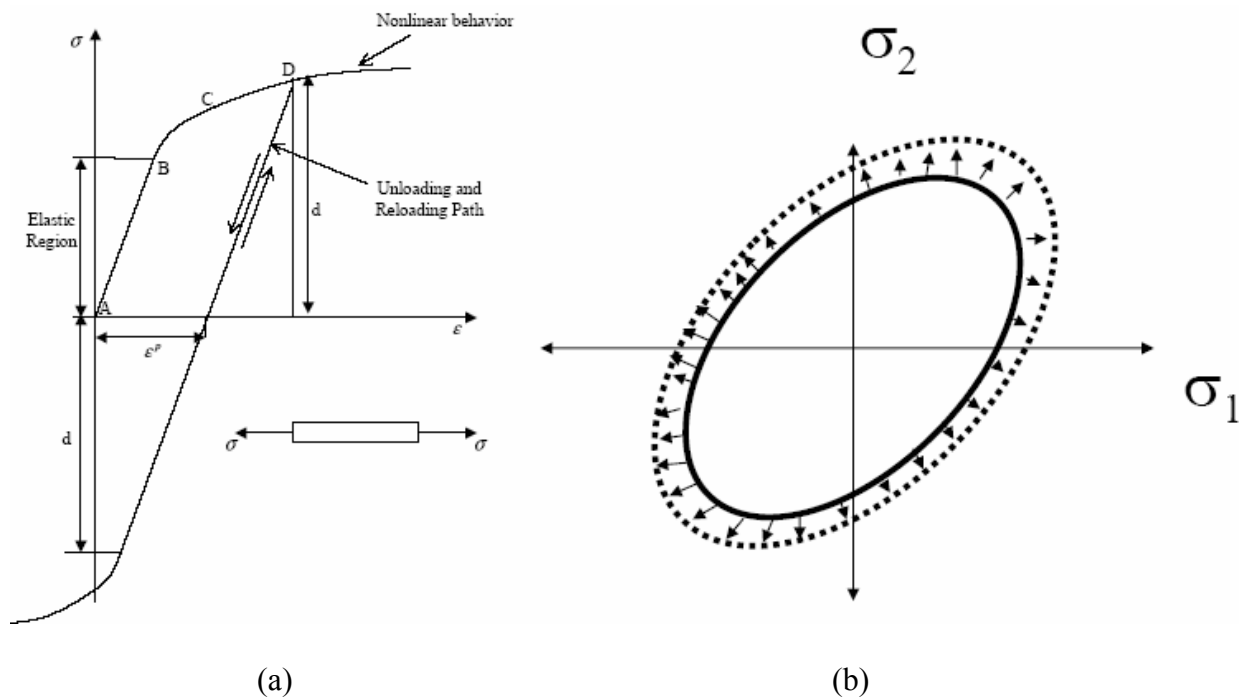 Nonlinear behavior
σ
D
C
B
Unloading and
Reloading Path
d
Elastic
Region
A
ε
εᵖ
d
σ
σ
σ₂
σ₁
(a)
(b)